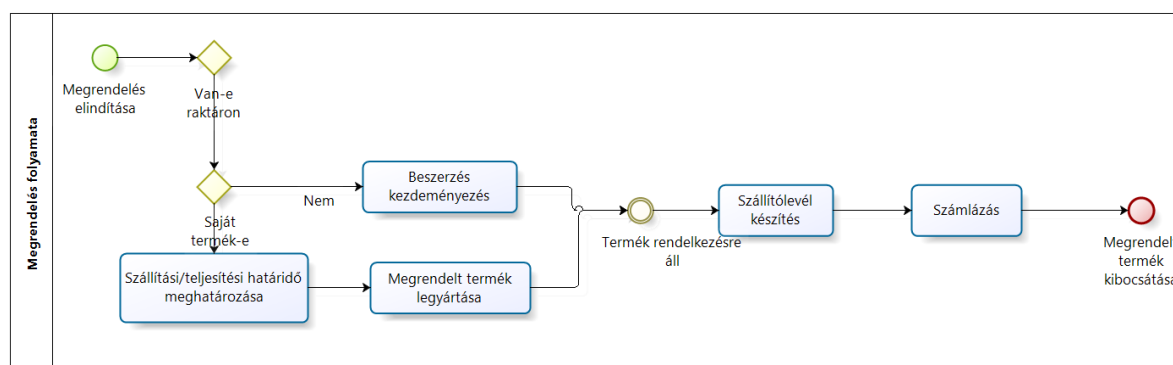 Megrendelés folyamata
Megrendelés
elindítása
Van-e
raktáron
Saját
termék-e
Nem
Beszerzés
kezdeményezés
Szállítási/teljesítési határidő
meghatározása
Megrendelt termék
legyártása
Termék rendelkezésre
áll
Szállítólevél
készítés
Számlázás
Megrendel
termék
kibocsátása